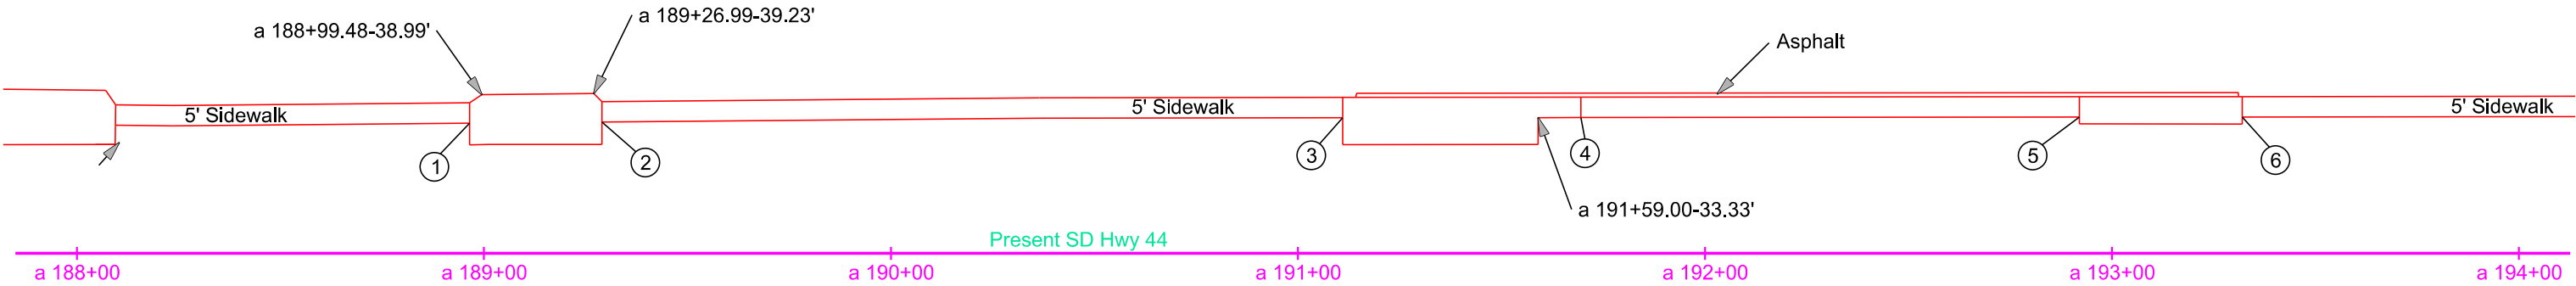 a 189+26.99-39.23'
a 188+99.48-38.99'
Asphalt
5' Sidewalk
5' Sidewalk
5' Sidewalk
1
2
3
4
5
6
a 191+59.00-33.33'
Present SD Hwy 44
a 188+00
a 189+00
a 190+00
a 191+00
a 192+00
a 193+00
a 194+00